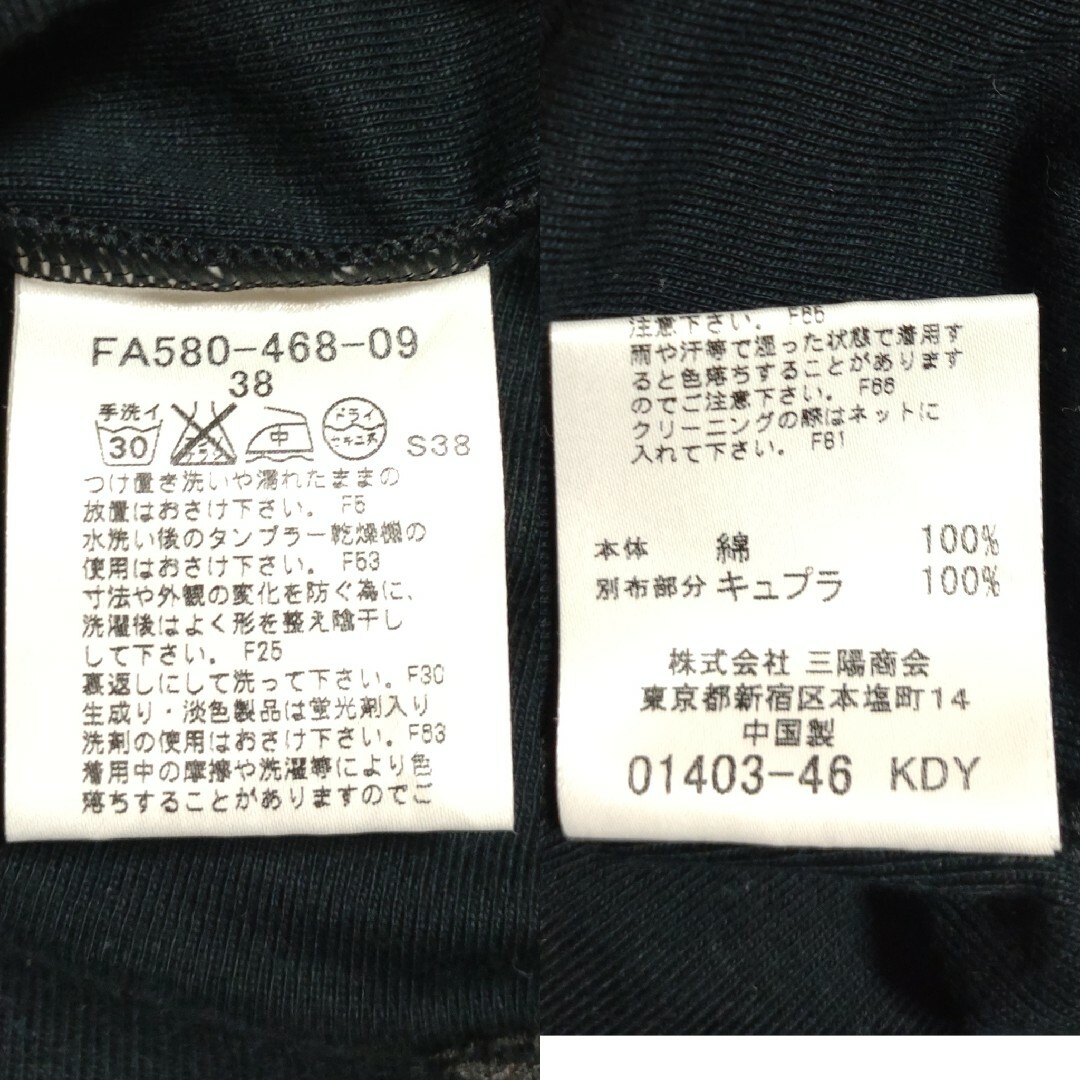 FA580-468-09
38
手洗イ
30
エンソサラシ
中
ドライ
セキユ系
S38
つけ置き洗いや濡れたままの
放置はおさけ下さい。 F5
水洗い後のタンブラー乾燥機の
使用はおさけ下さい。 F53
寸法や外観の変化を防ぐ為に、
洗濯後はよく形を整え陰干し
して下さい。 F25
裏返しにして洗って下さい。 F30
生成り・淡色製品は蛍光剤入り
洗剤の使用はおさけ下さい。 F63
着用中の摩擦や洗濯等により色
落ちすることがありますのでご
注意下さい。 F65
雨や汗等で湿った状態で着用す
ると色落ちすることがあります
のでご注意下さい。 F66
クリーニングの際はネットに
入れて下さい。 F61
本体 綿 100%
別布部分 キュプラ 100%
株式会社 三陽商会
東京都新宿区本塩町14
中国製
01403-46 KDY